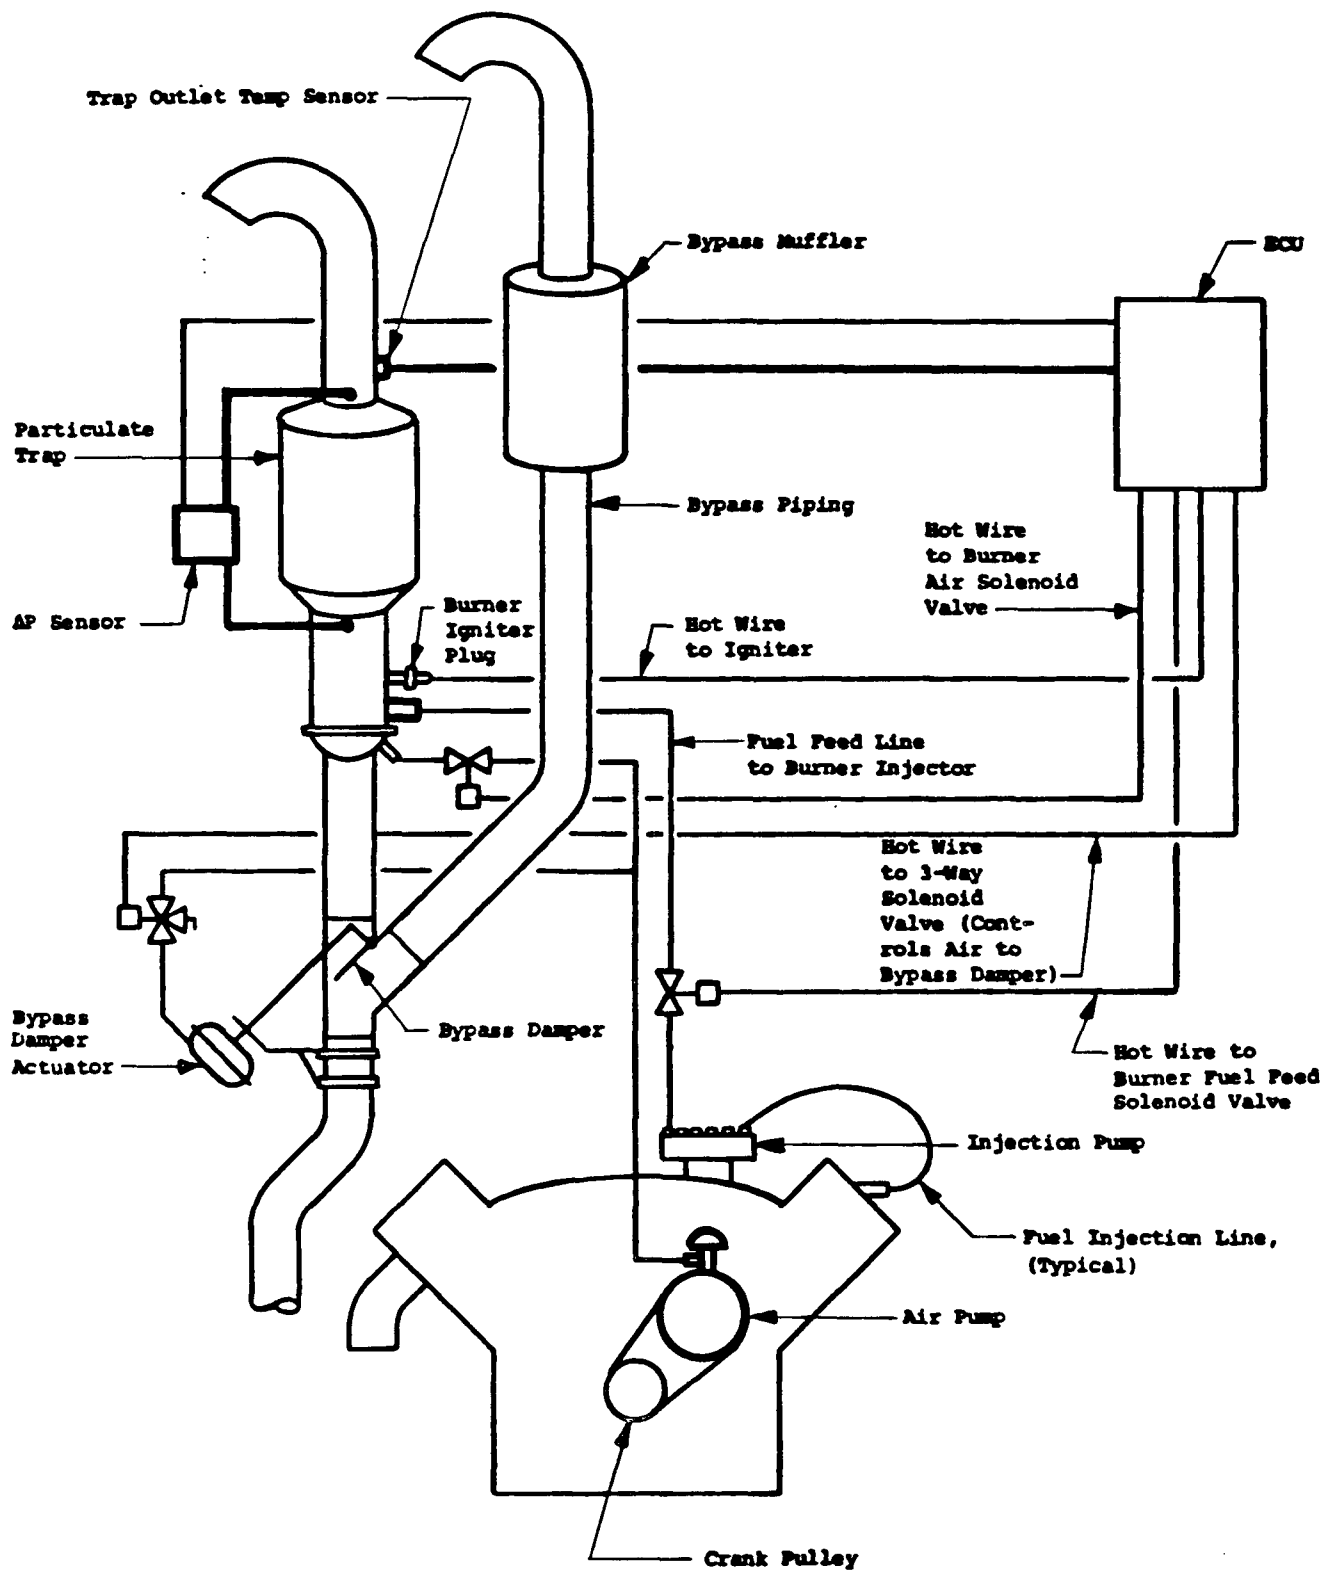 Trap Outlet Temp Sensor
Bypass Muffler
ECU
Particulate
Trap
Bypass Piping
Hot Wire
to Burner
Air Solenoid
Valve
ΔP Sensor
Burner
Igniter
Plug
Hot Wire
to Igniter
Fuel Feed Line
to Burner Injector
Hot Wire
to 3-Way
Solenoid
Valve (Cont-
rols Air to
Bypass Damper)
Bypass
Damper
Actuator
Bypass Damper
Hot Wire to
Burner Fuel Feed
Solenoid Valve
Injection Pump
Fuel Injection Line,
(Typical)
Air Pump
Crank Pulley